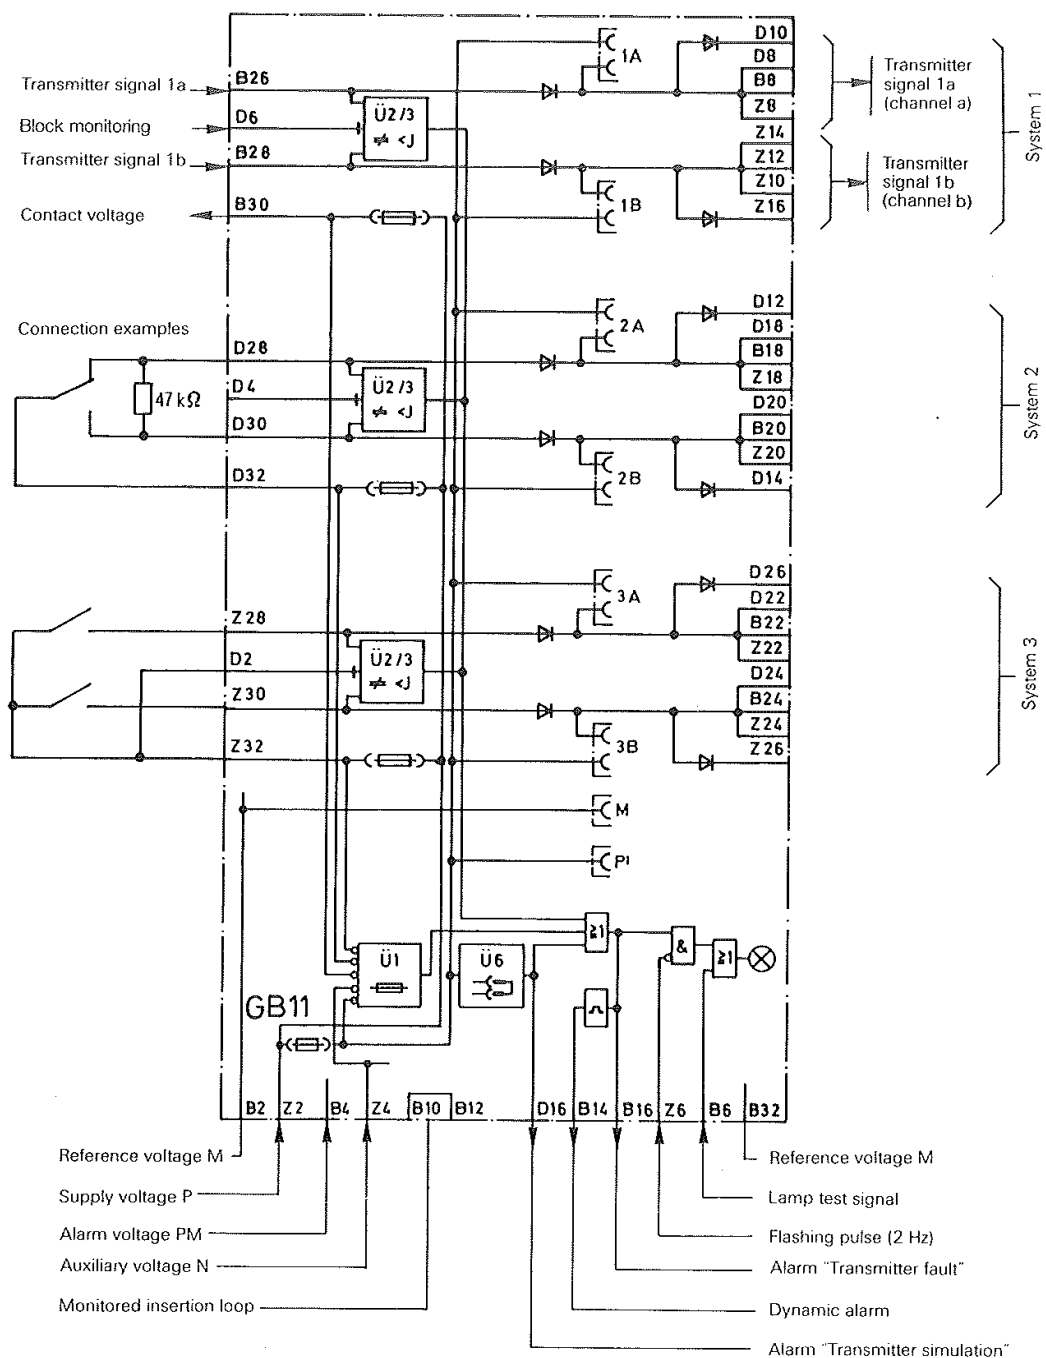 D10
1A
D8
Transmitter signal 1a
B26
B8
Transmitter
signal 1a
(channel a)
Ü2/3
≠ <J
Z8
Block monitoring
D6
Z14
System 1
Transmitter signal 1b
B28
Z12
Transmitter
signal 1b
(channel b)
Z10
1B
Z16
Contact voltage
B30
D12
2A
D18
Connection examples
D28
B18
Ü2/3
≠ <J
Z18
D4
47 kΩ
D20
System 2
D30
B20
Z20
2B
D14
D32
D26
3A
D22
Z28
B22
Ü2/3
≠ <J
Z22
D2
D24
System 3
Z30
B24
Z24
3B
Z26
Z32
M
PI
≧1
&
≧1
Ü1
Ü6
GB11
B2
Z2
B4
Z4
B10
B12
D16
B14
B16
Z6
B6
B32
Reference voltage M
Reference voltage M
Supply voltage P
Lamp test signal
Alarm voltage PM
Flashing pulse (2 Hz)
Auxiliary voltage N
Alarm "Transmitter fault"
Monitored insertion loop
Dynamic alarm
Alarm "Transmitter simulation"